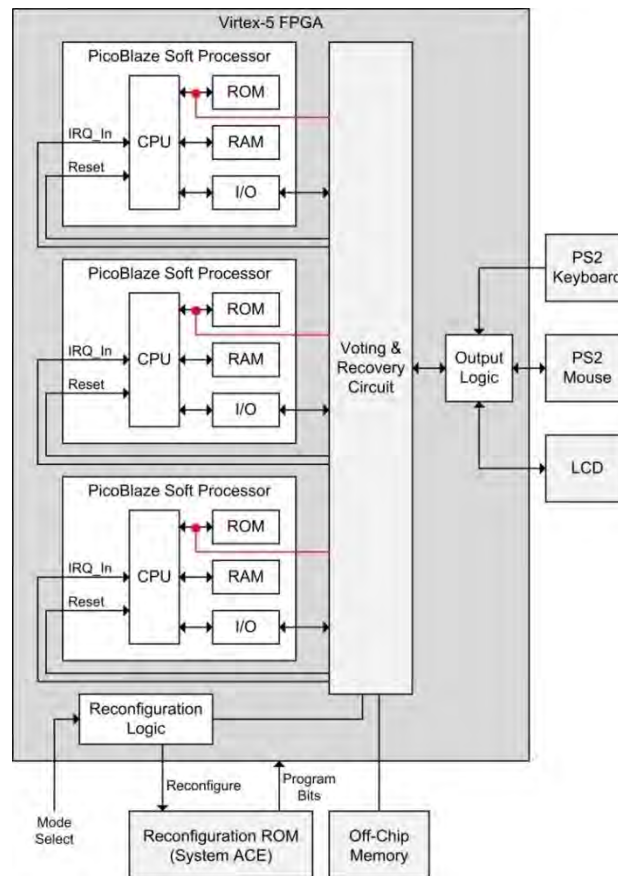 Virtex-5 FPGA
PicoBlaze Soft Processor
ROM
IRQ_In
CPU
RAM
Reset
I/O
PicoBlaze Soft Processor
ROM
IRQ_In
CPU
RAM
Reset
I/O
PicoBlaze Soft Processor
ROM
IRQ_In
CPU
RAM
Reset
I/O
Voting &
Recovery
Circuit
Output
Logic
PS2
Keyboard
PS2
Mouse
LCD
Reconfiguration
Logic
Mode
Select
Reconfigure
Program
Bits
Reconfiguration ROM
(System ACE)
Off-Chip
Memory